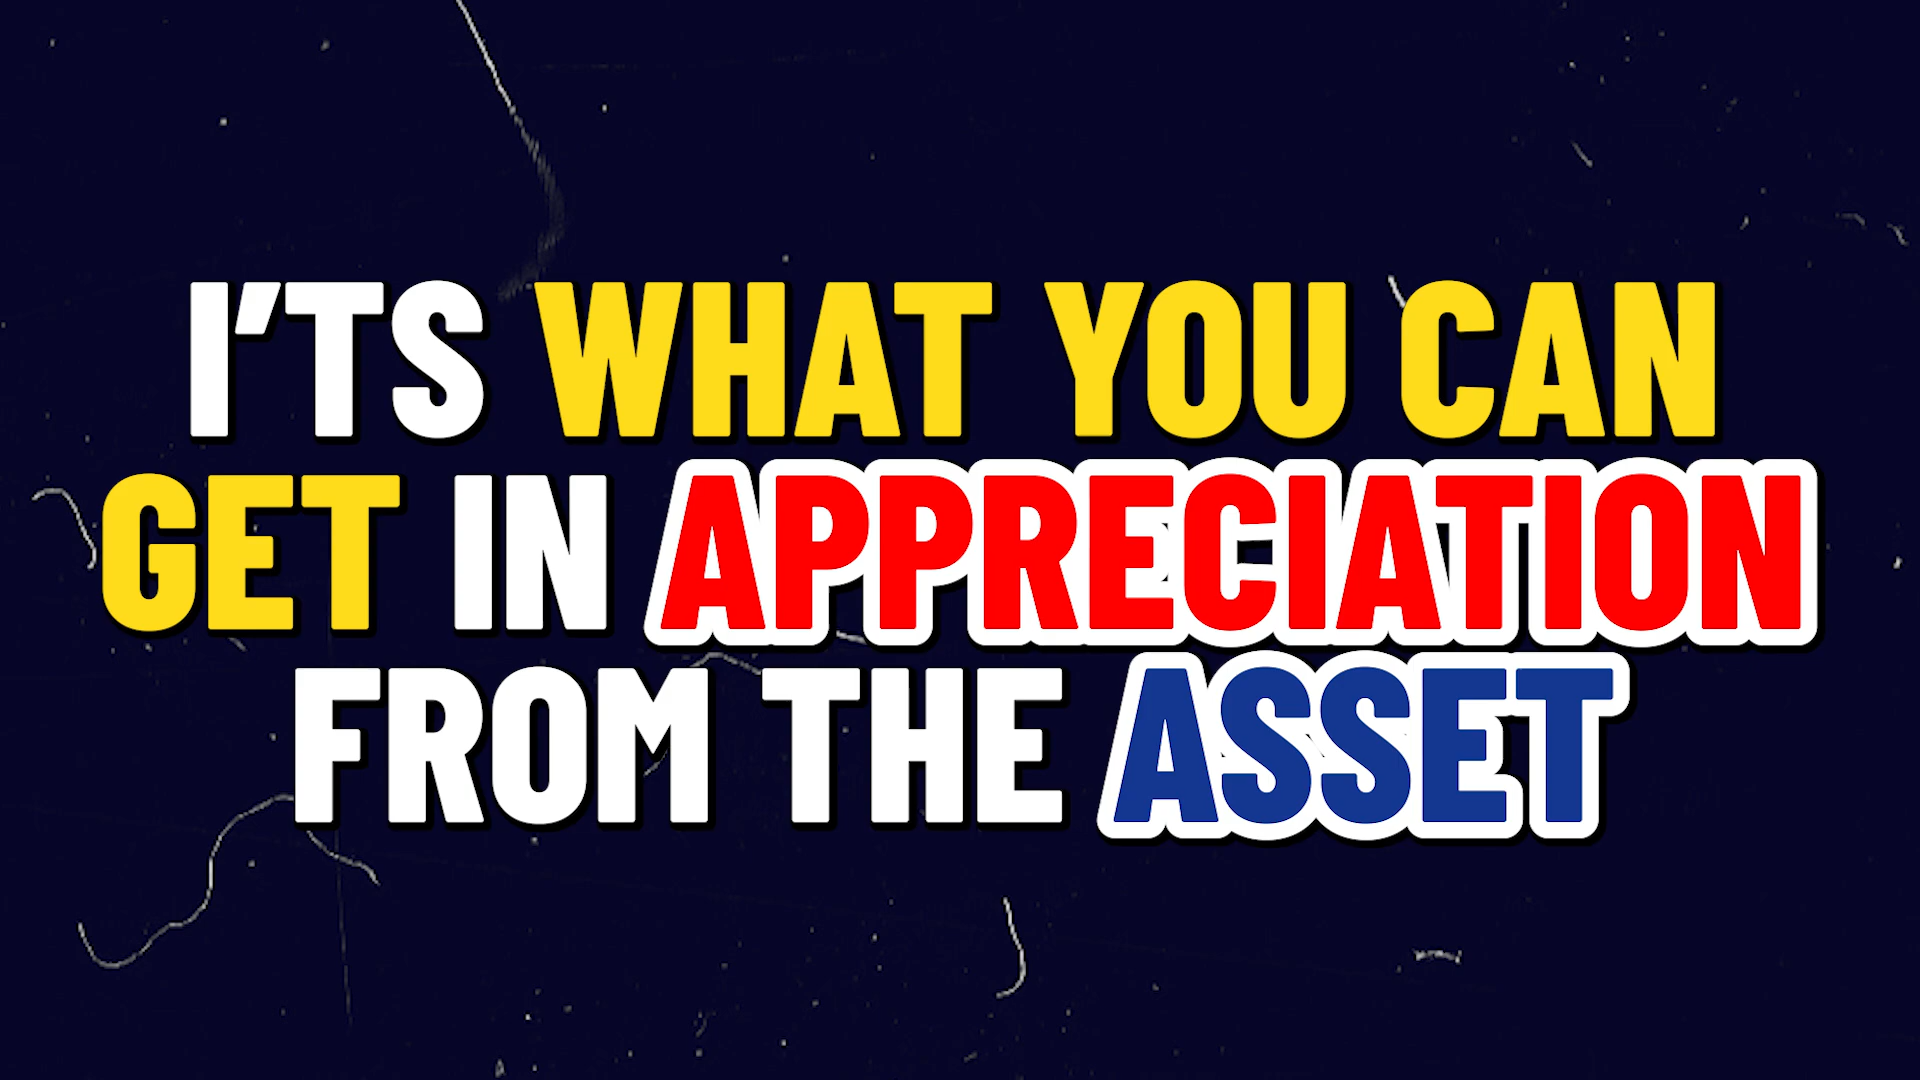 I’TS WHAT YOU CAN
GET IN APPRECIATION
FROM THE ASSET